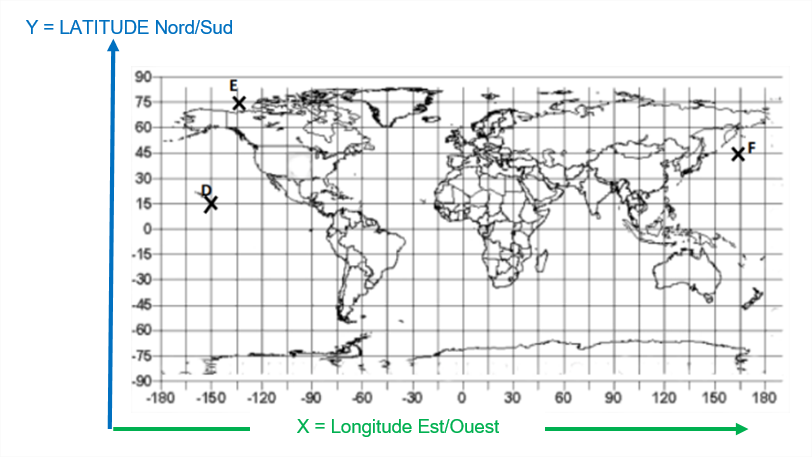 Y = LATITUDE Nord/Sud
90
E
75
60
45
F
30
D
15
0
-15
-30
-45
-60
-75
-90
-180 -150 -120 -90 -60 -30 0 30 60 90 120 150 180
X = Longitude Est/Ouest